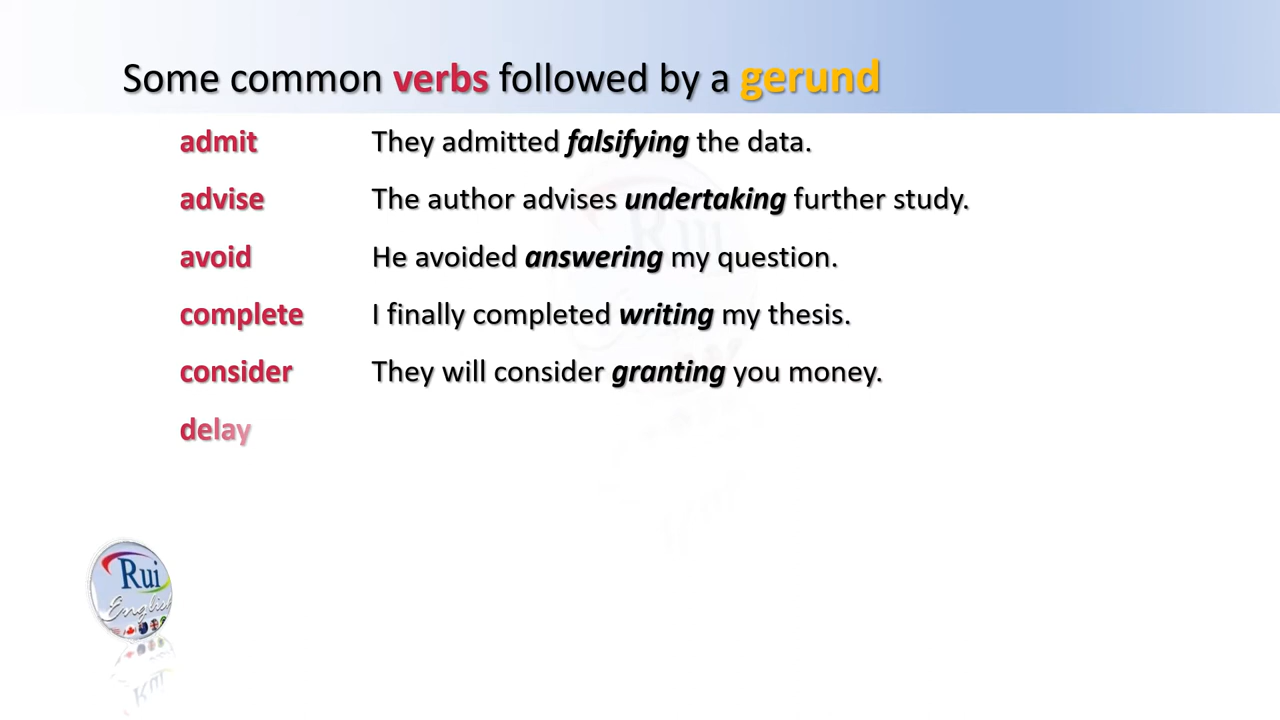 Some common verbs followed by a gerund
admit They admitted falsifying the data.
advise The author advises undertaking further study.
avoid He avoided answering my question.
complete I finally completed writing my thesis.
consider They will consider granting you money.
delay
Rui
English